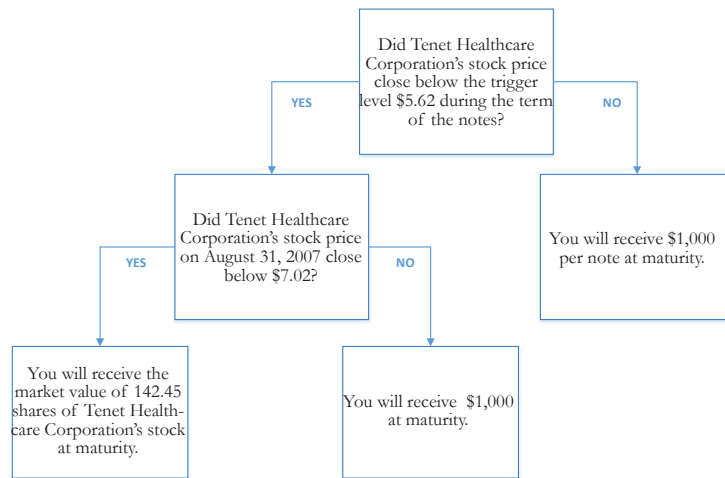 Did Tenet Healthcare
Corporation's stock price
close below the trigger
level $5.62 during the term
of the notes?
YES
NO
Did Tenet Healthcare
Corporation's stock price
on August 31, 2007 close
below $7.02?
You will receive $1,000
per note at maturity.
YES
NO
You will receive the
market value of 142.45
shares of Tenet Health-
care Corporation's stock
at maturity.
You will receive $1,000
at maturity.